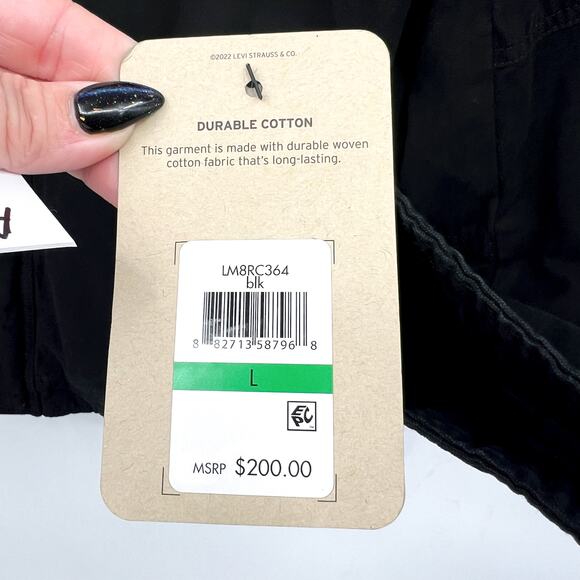 ©2022 LEVI STRAUSS & CO.
DURABLE COTTON
This garment is made with durable woven
cotton fabric that's long-lasting.
LM8RC364
blk
8 82713 58796 8
L
EPC
MSRP $200.00